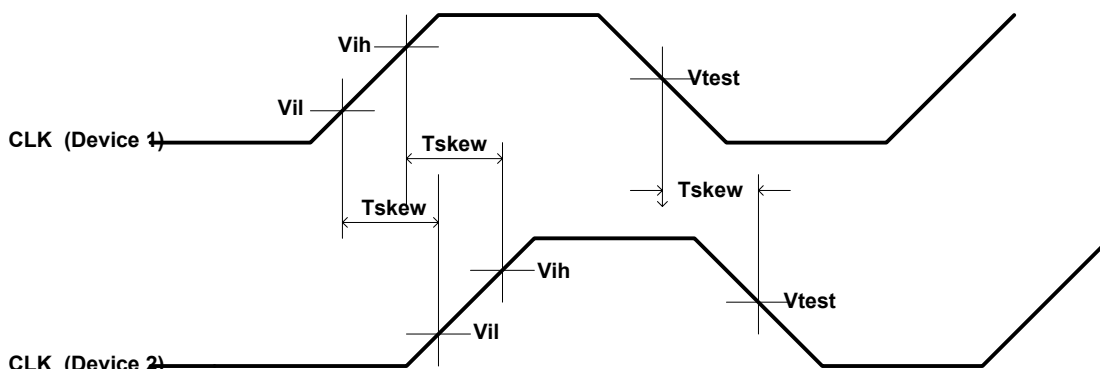 Vih
Vtest
Vil
CLK (Device 1)
Tskew
Tskew
Tskew
Vih
Vtest
Vil
CLK (Device 2)